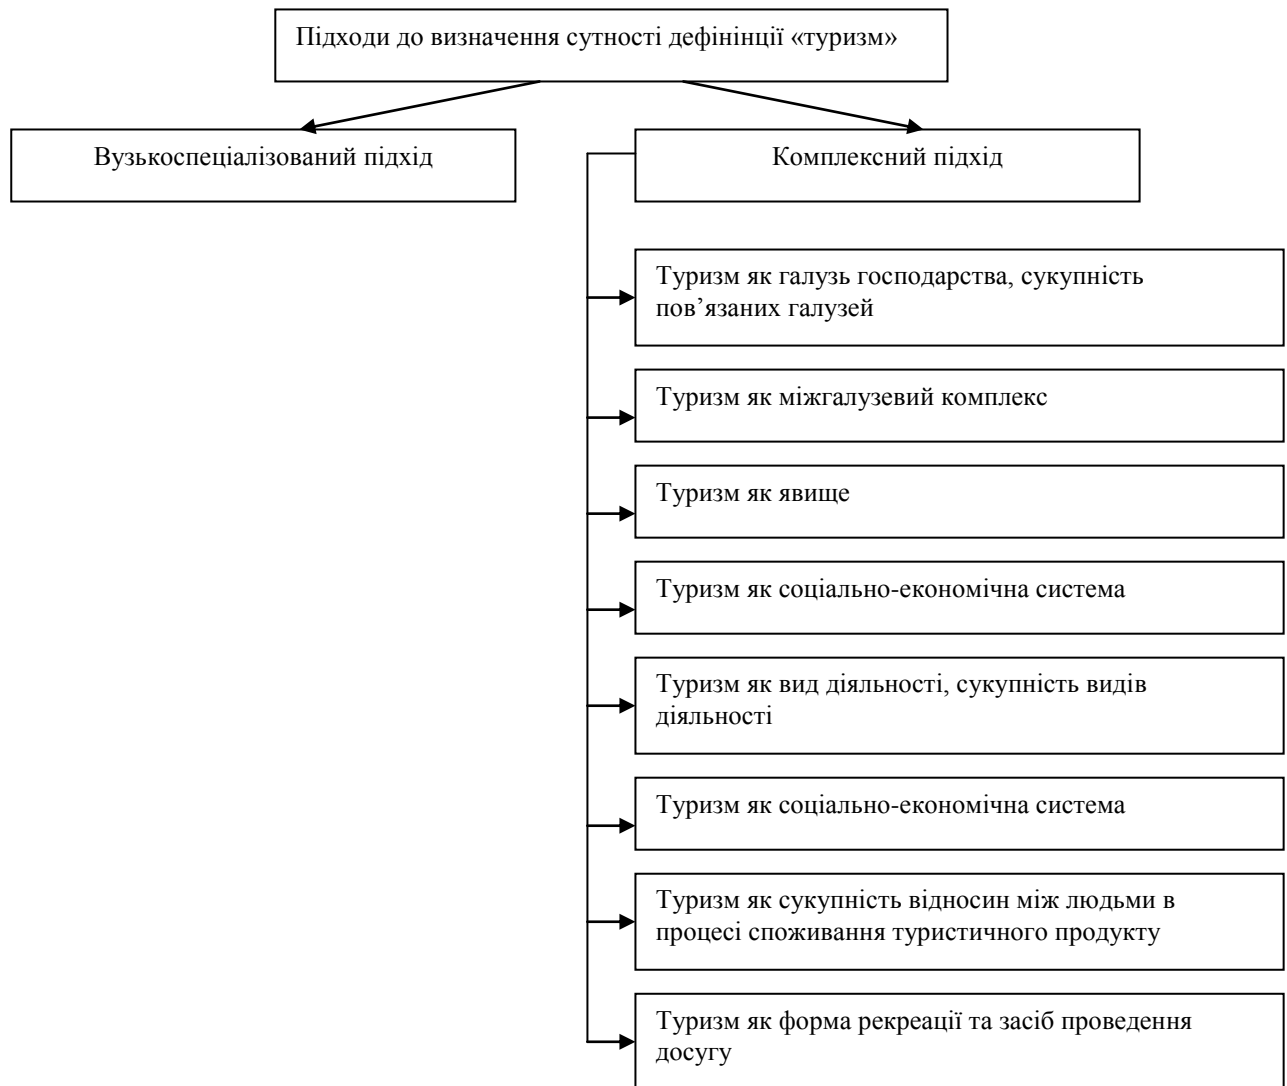 Підходи до визначення сутності дефінінції «туризм»
Вузькоспеціалізований підхід
Комплексний підхід
Туризм як галузь господарства, сукупність
пов’язаних галузей
Туризм як міжгалузевий комплекс
Туризм як явище
Туризм як соціально-економічна система
Туризм як вид діяльності, сукупність видів
діяльності
Туризм як соціально-економічна система
Туризм як сукупність відносин між людьми в
процесі споживання туристичного продукту
Туризм як форма рекреації та засіб проведення
досугу